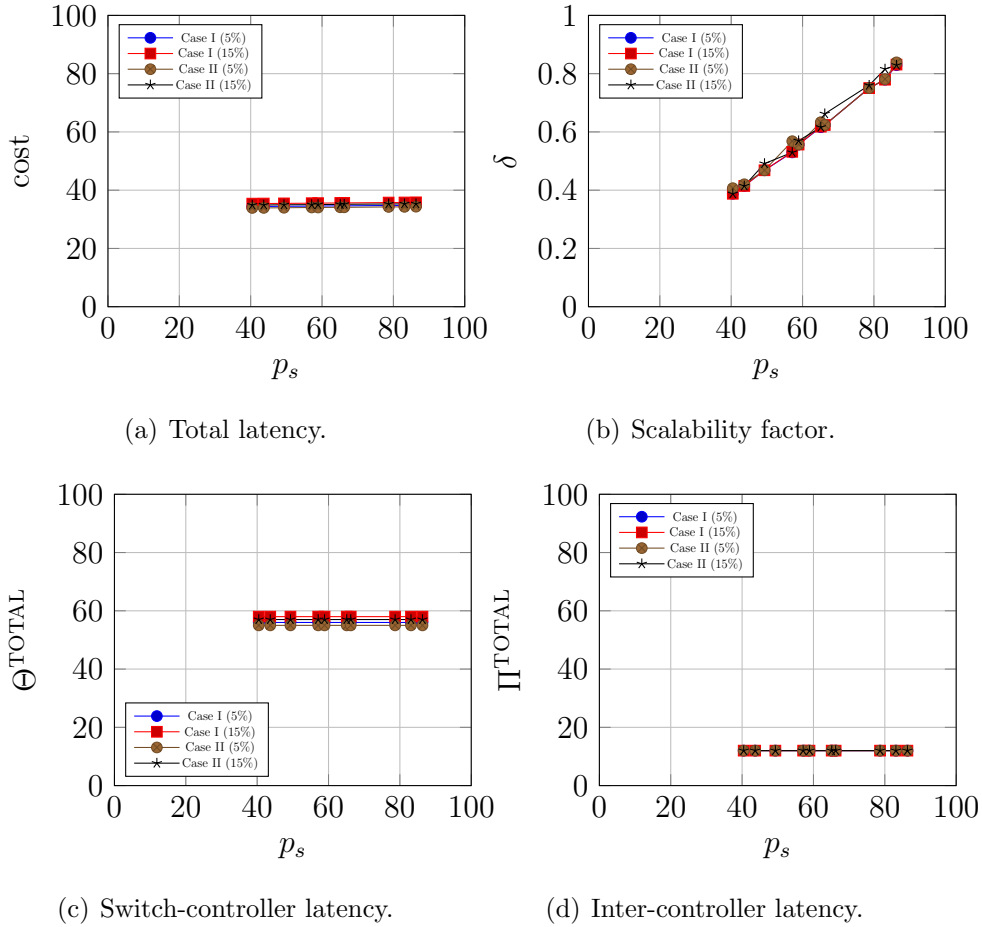 100
80
60
40
20
0
cost
Case I (5%)
Case I (15%)
Case II (5%)
Case II (15%)
0 20 40 60 80 100
p_s
(a) Total latency.
1
0.8
0.6
0.4
0.2
0
δ
Case I (5%)
Case I (15%)
Case II (5%)
Case II (15%)
0 20 40 60 80 100
p_s
(b) Scalability factor.
100
80
60
40
20
0
Θ^TOTAL
Case I (5%)
Case I (15%)
Case II (5%)
Case II (15%)
0 20 40 60 80 100
p_s
(c) Switch-controller latency.
100
80
60
40
20
0
Π^TOTAL
Case I (5%)
Case I (15%)
Case II (5%)
Case II (15%)
0 20 40 60 80 100
p_s
(d) Inter-controller latency.